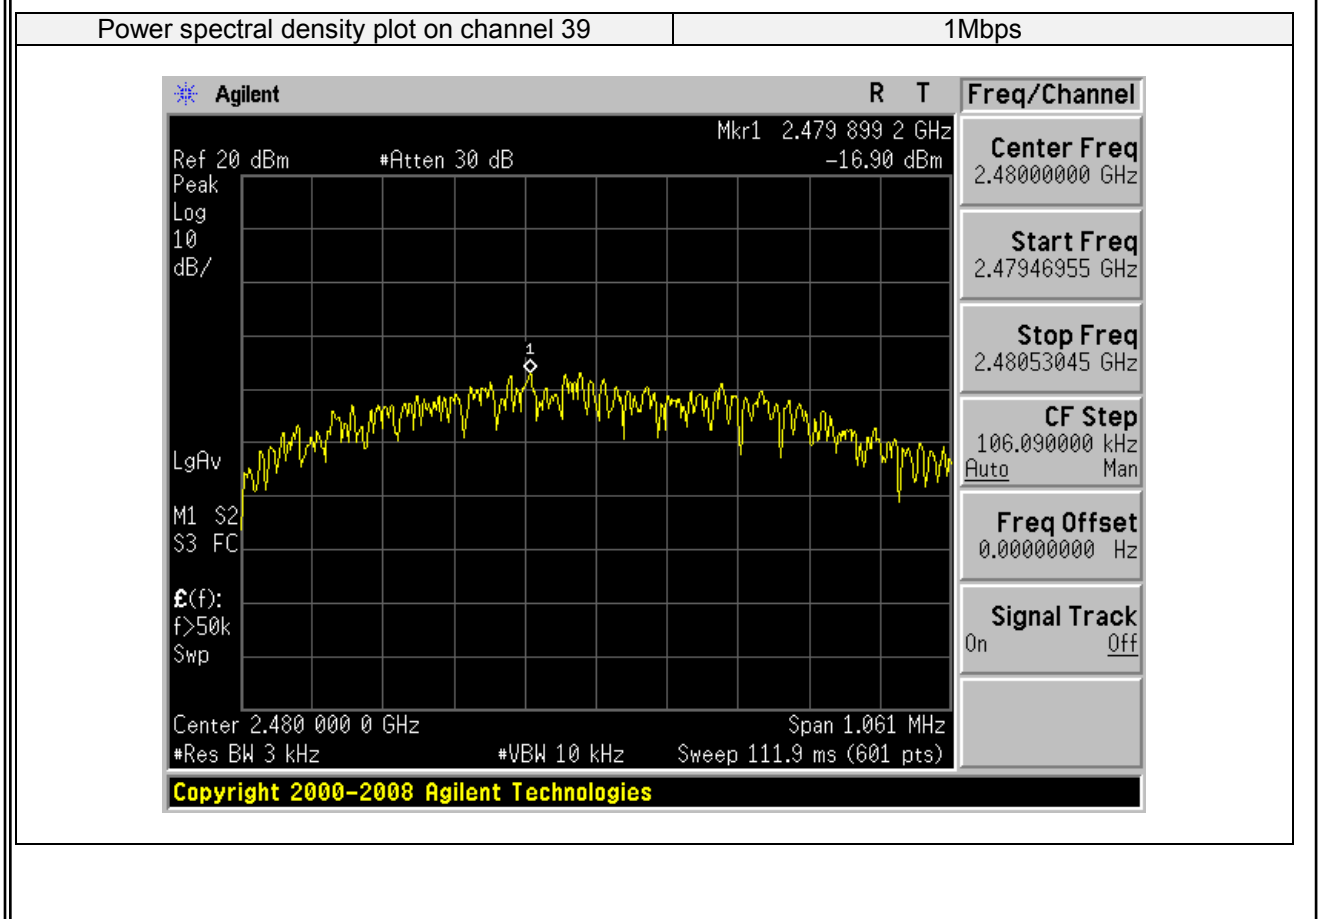 Power spectral density plot on channel 39 1Mbps
Agilent R T Freq/Channel
Mkr1 2.479 899 2 GHz
Ref 20 dBm #Atten 30 dB -16.90 dBm
Peak
Log
10
dB/
1
LgAv
M1 S2
S3 FC
£(f):
f>50k
Swp
Center 2.480 000 0 GHz Span 1.061 MHz
#Res BW 3 kHz #VBW 10 kHz Sweep 111.9 ms (601 pts)
Center Freq
2.48000000 GHz
Start Freq
2.47946955 GHz
Stop Freq
2.48053045 GHz
CF Step
106.090000 kHz
Auto Man
Freq Offset
0.00000000 Hz
Signal Track
On Off
Copyright 2000-2008 Agilent Technologies